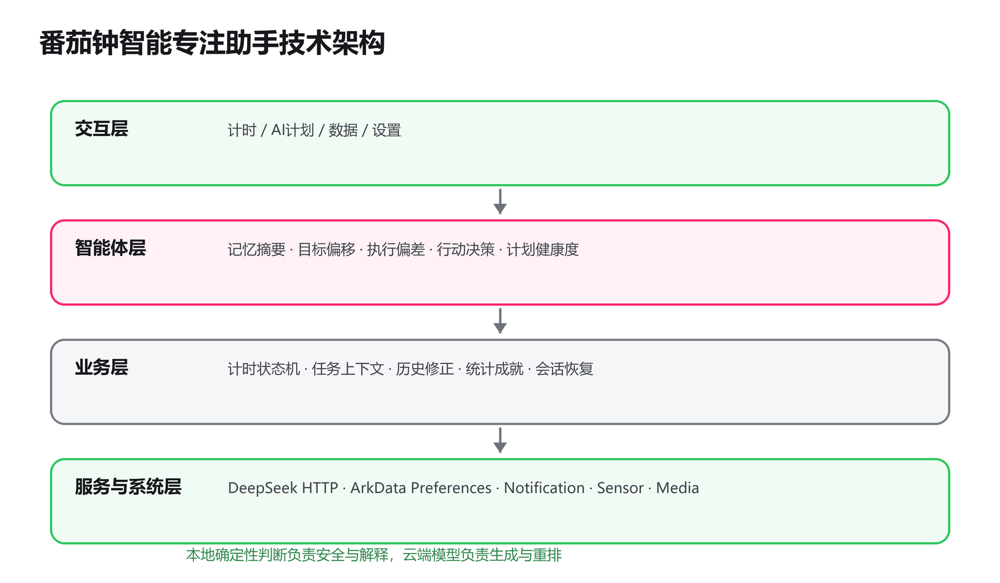 番茄钟智能专注助手技术架构
交互层 计时 / AI计划 / 数据 / 设置
智能体层 记忆摘要 · 目标偏移 · 执行偏差 · 行动决策 · 计划健康度
业务层 计时状态机 · 任务上下文 · 历史修正 · 统计成就 · 会话恢复
服务与系统层 DeepSeek HTTP · ArkData Preferences · Notification · Sensor · Media
本地确定性判断负责安全与解释，云端模型负责生成与重排